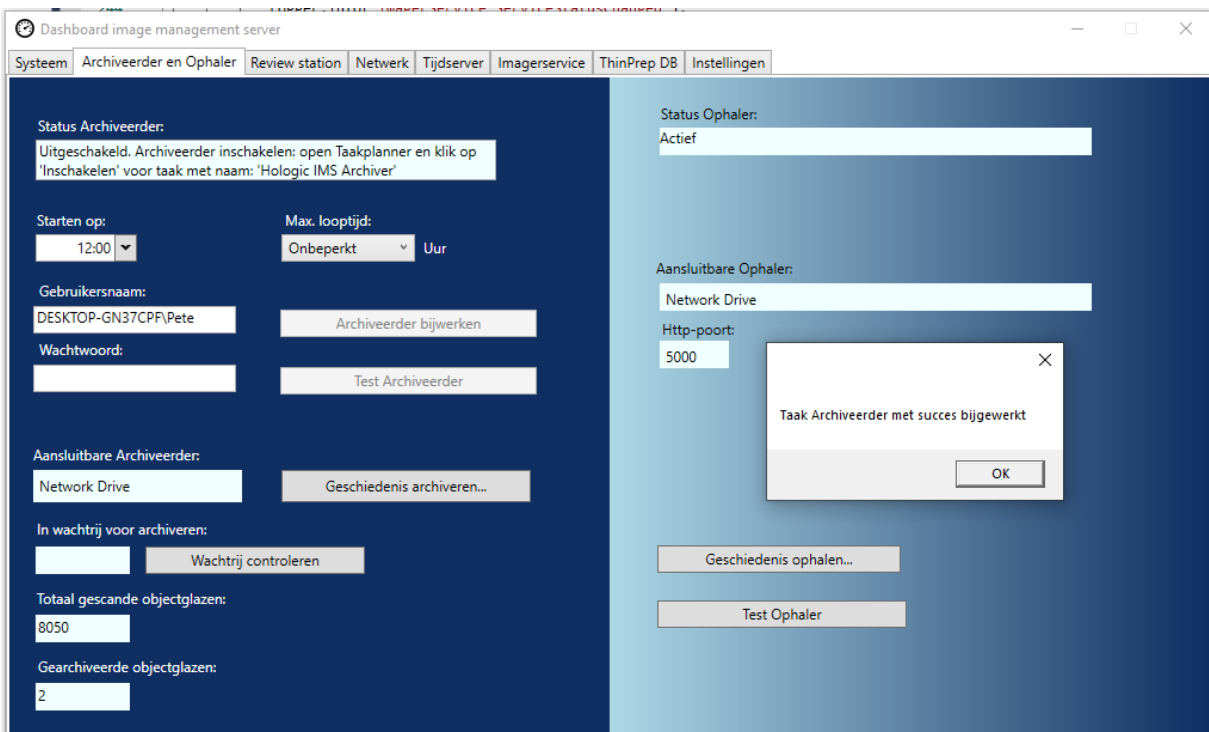 Dashboard image management server
Systeem Archiveerder en Ophaler Review station Netwerk Tijdserver Imagerservice ThinPrep DB Instellingen
Status Archiveerder:
Uitgeschakeld. Archiveerder inschakelen: open Taakplanner en klik op
'Inschakelen' voor taak met naam: 'Hologic IMS Archiver'
Starten op:
12:00
Max. looptijd:
Onbeperkt
Uur
Gebruikersnaam:
DESKTOP-GN37CPF\Pete
Archiveerder bijwerken
Wachtwoord:
Test Archiveerder
Aansluitbare Archiveerder:
Network Drive
Geschiedenis archiveren...
In wachtrij voor archiveren:
Wachtrij controleren
Totaal gescande objectglazen:
8050
Gearchiveerde objectglazen:
2
Status Ophaler:
Actief
Aansluitbare Ophaler:
Network Drive
Http-poort:
5000
Taak Archiveerder met succes bijgewerkt
OK
Geschiedenis ophalen...
Test Ophaler